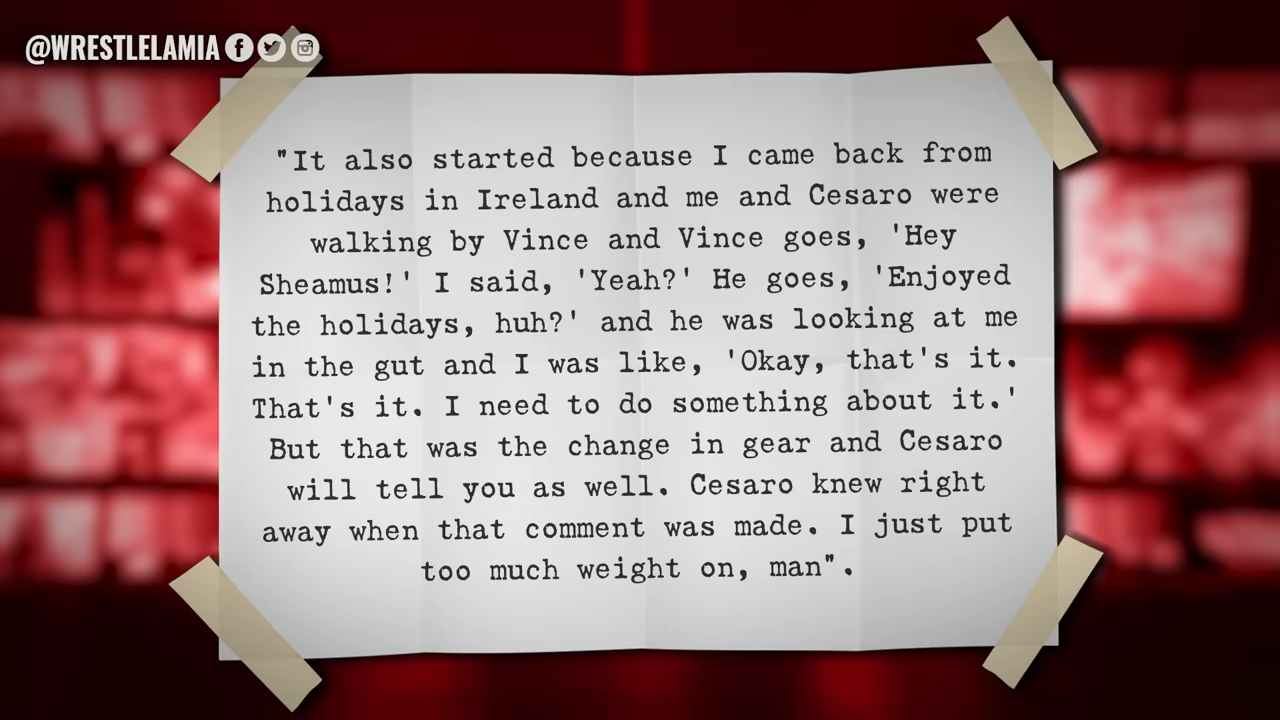 @WRESTLELAMIA
"It also started because I came back from
holidays in Ireland and me and Cesaro were
walking by Vince and Vince goes, 'Hey
Sheamus!' I said, 'Yeah?' He goes, 'Enjoyed
the holidays, huh?' and he was looking at me
in the gut and I was like, 'Okay, that's it.
That's it. I need to do something about it.'
But that was the change in gear and Cesaro
will tell you as well. Cesaro knew right
away when that comment was made. I just put
too much weight on, man".